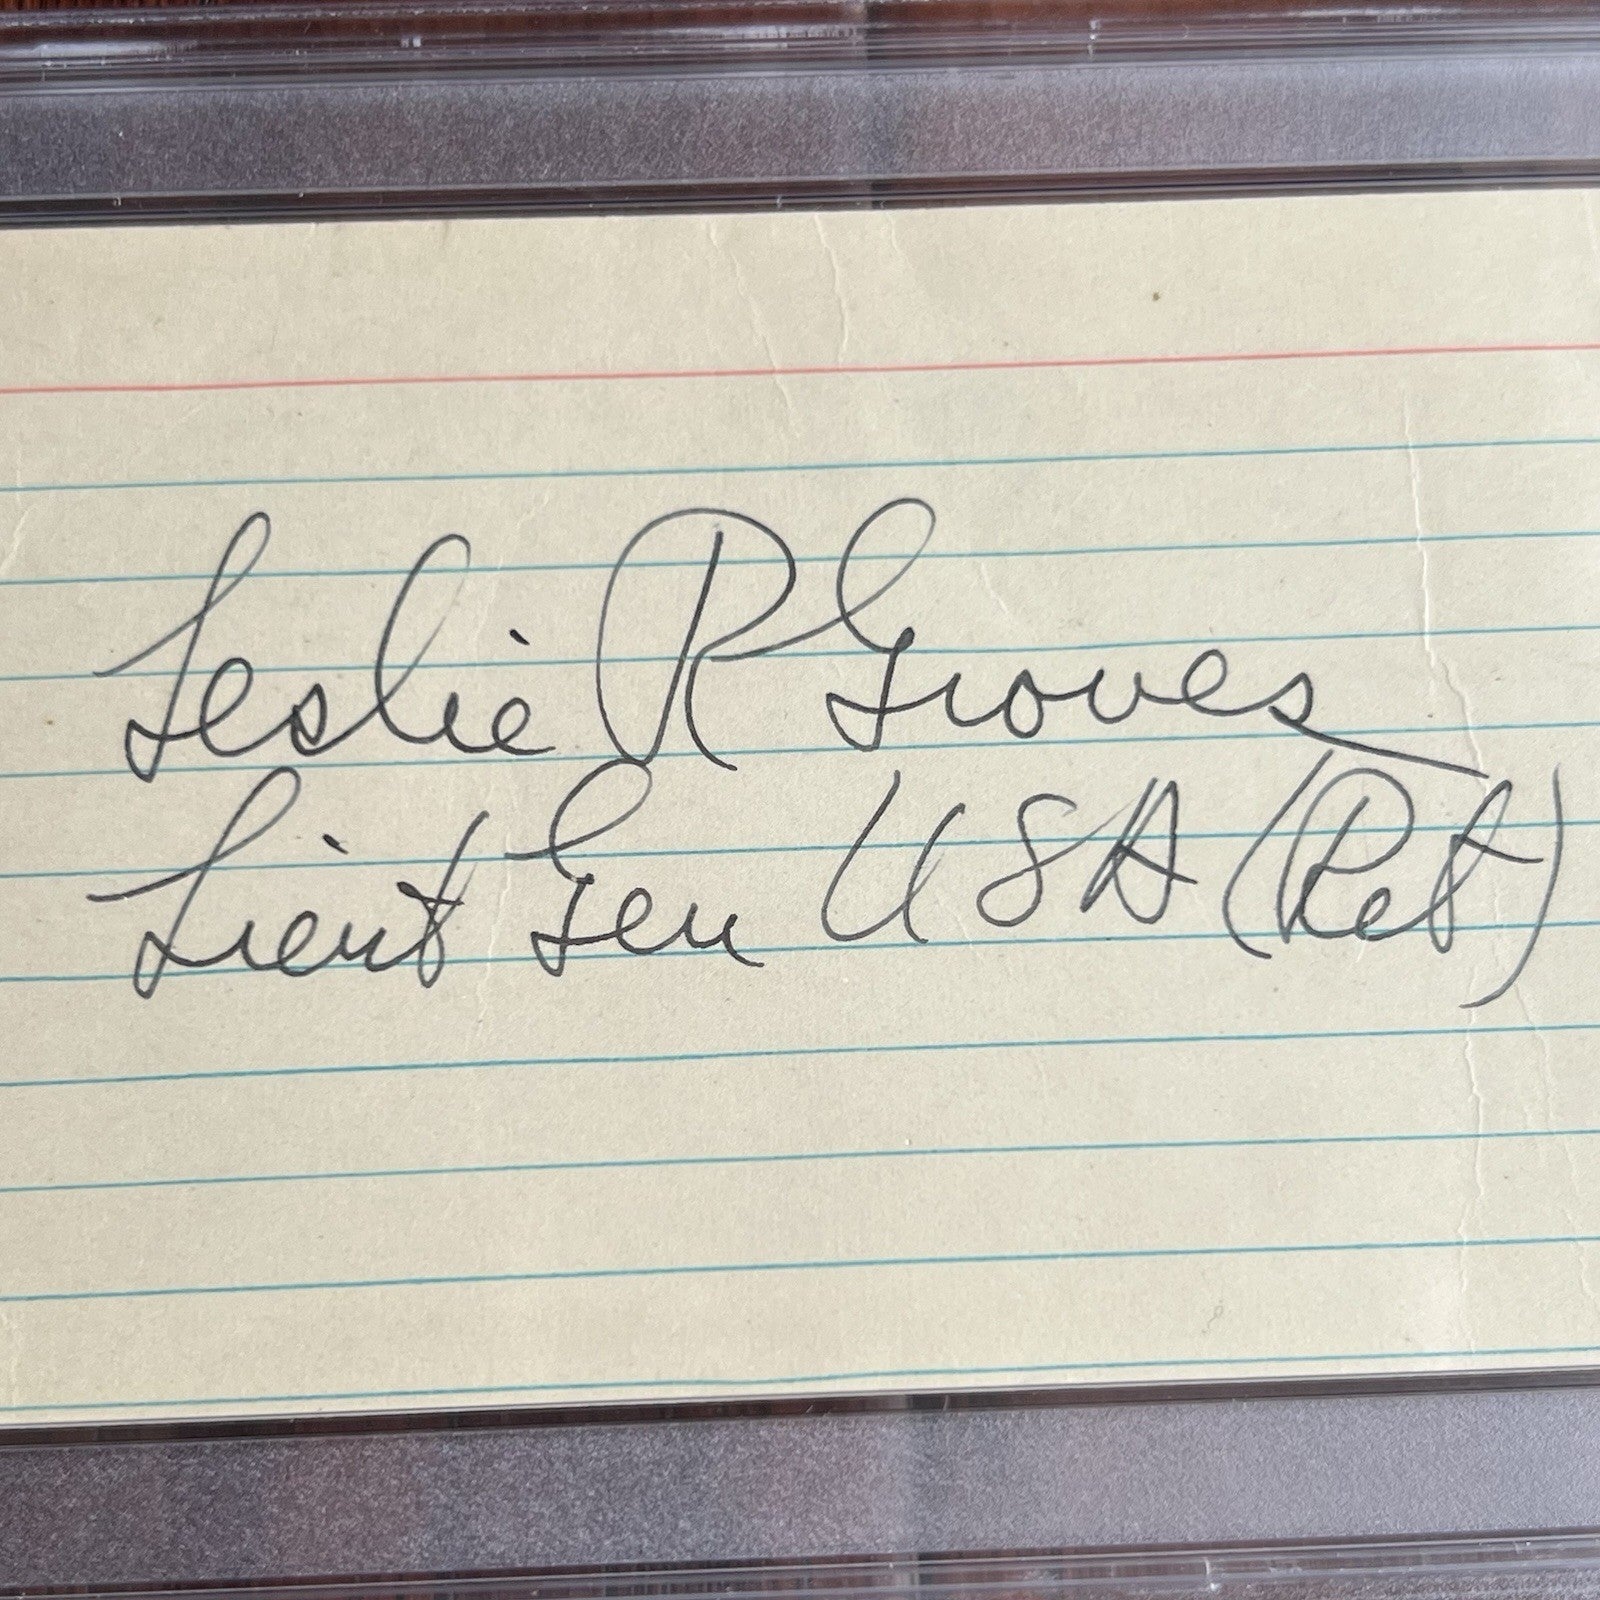 Leslie R Groves
Lieut Gen USA (Ret)